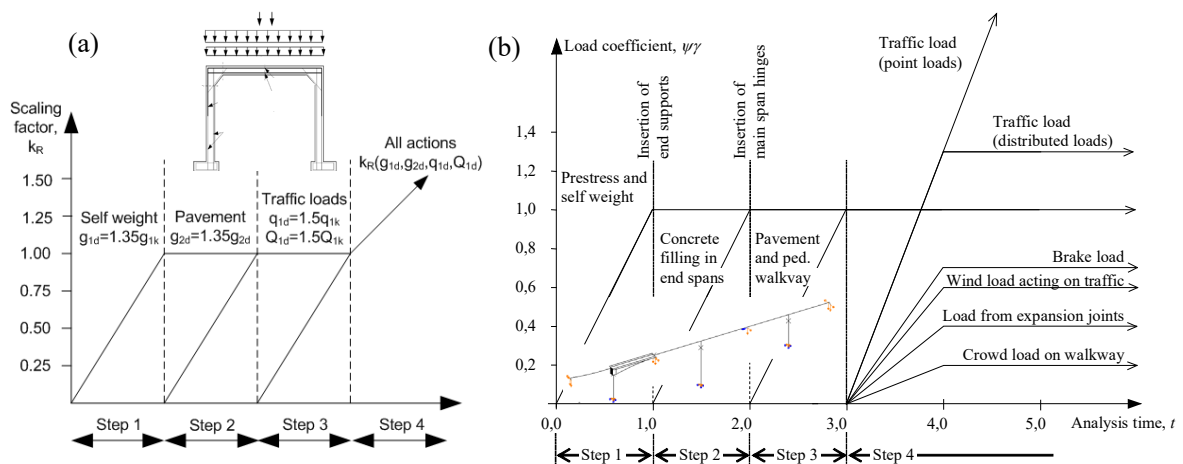 (a)
Scaling
factor,
kR
All actions
kR(g1d,g2d,q1d,Q1d)
1.50
1.25
1.00
0.75
0.50
0.25
Self weight
g1d=1.35g1k
Pavement
g2d=1.35g2d
Traffic loads
q1d=1.5q1k
Q1d=1.5Q1k
Step 1
Step 2
Step 3
Step 4
(b)
Load coefficient, ψγ
Insertion of
end supports
Insertion of
main span hinges
Traffic load
(point loads)
Traffic load
(distributed loads)
1,4
1,2
1,0
0,8
0,6
0,4
0,2
Prestress and
self weight
Concrete
filling in
end spans
Pavement
and ped.
walkvay
Brake load
Wind load acting on traffic
Load from expansion joints
Crowd load on walkway
0,0
1,0
2,0
3,0
4,0
5,0
Analysis time, t
Step 1
Step 2
Step 3
Step 4